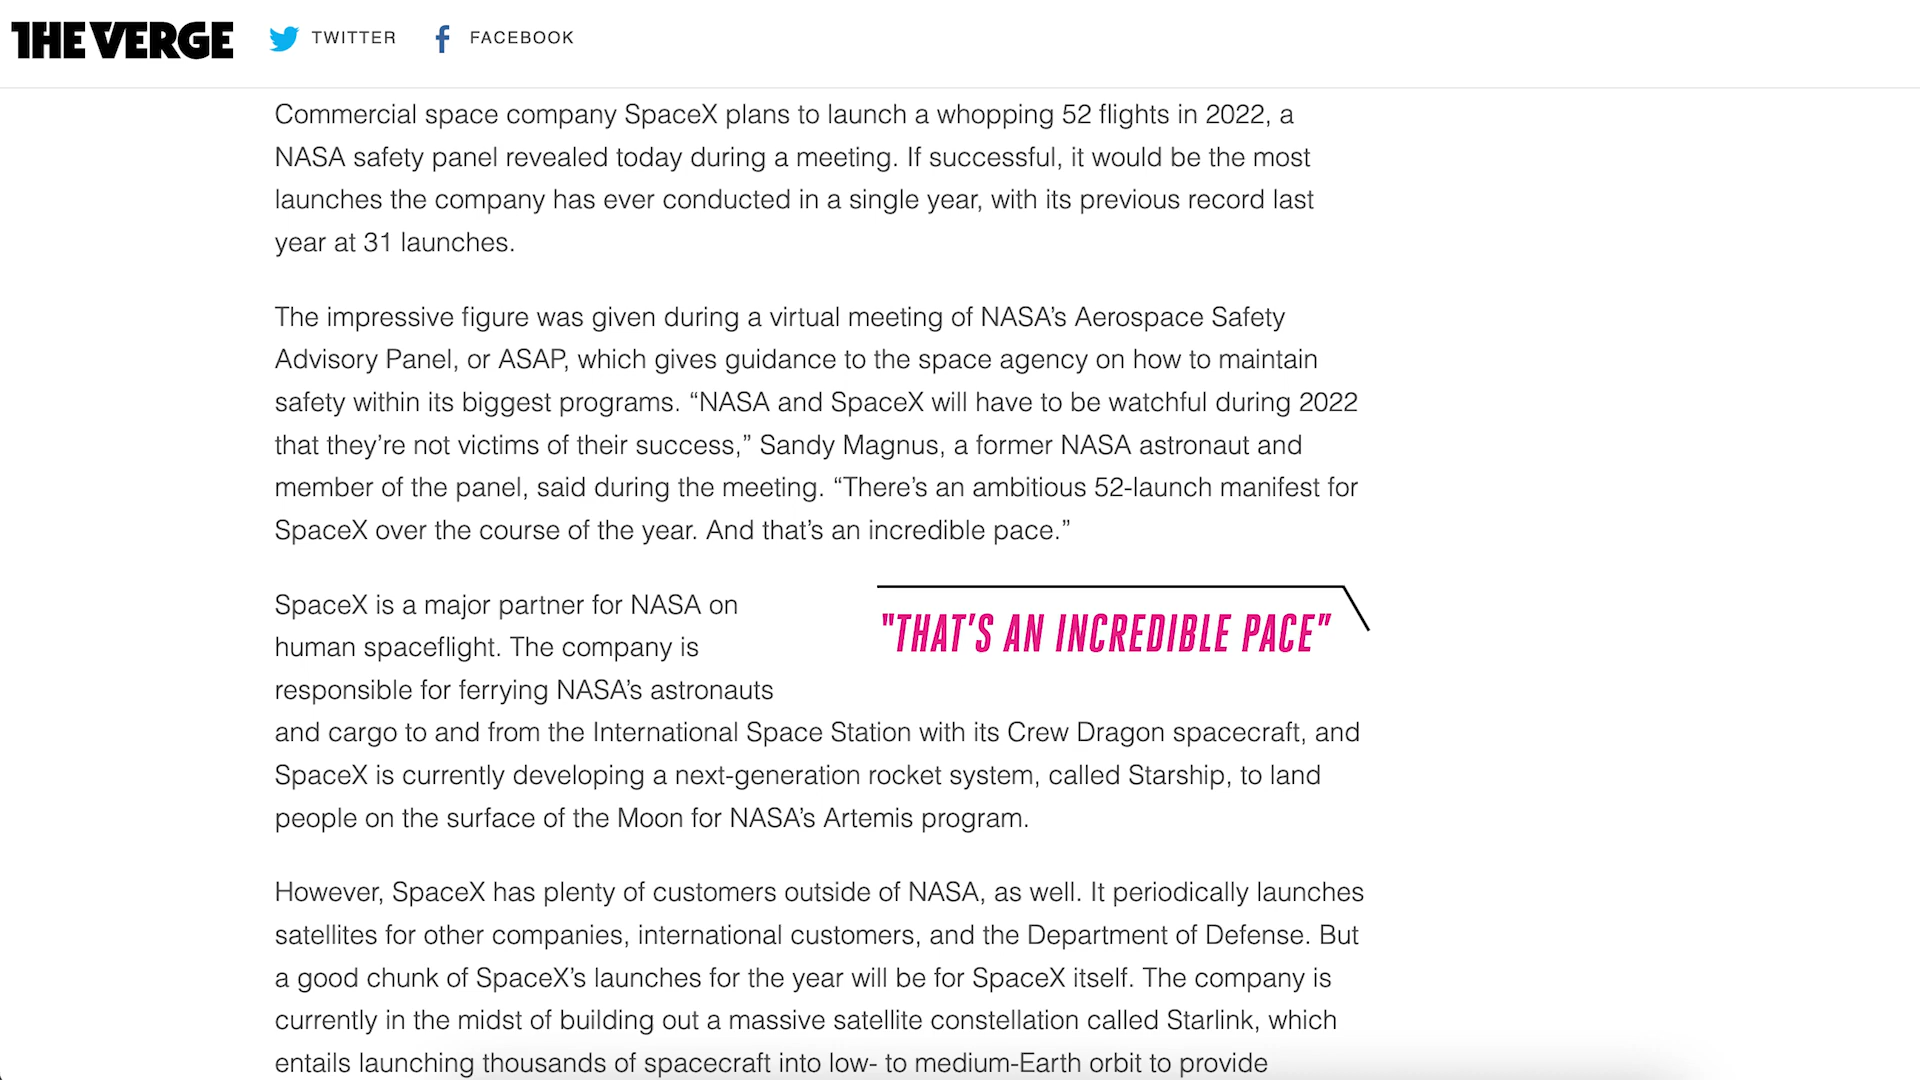 THE VERGE TWITTER FACEBOOK
Commercial space company SpaceX plans to launch a whopping 52 flights in 2022, a
NASA safety panel revealed today during a meeting. If successful, it would be the most
launches the company has ever conducted in a single year, with its previous record last
year at 31 launches.
The impressive figure was given during a virtual meeting of NASA’s Aerospace Safety
Advisory Panel, or ASAP, which gives guidance to the space agency on how to maintain
safety within its biggest programs. “NASA and SpaceX will have to be watchful during 2022
that they’re not victims of their success,” Sandy Magnus, a former NASA astronaut and
member of the panel, said during the meeting. “There’s an ambitious 52-launch manifest for
SpaceX over the course of the year. And that’s an incredible pace.”
SpaceX is a major partner for NASA on
human spaceflight. The company is
responsible for ferrying NASA’s astronauts
"THAT’S AN INCREDIBLE PACE"
and cargo to and from the International Space Station with its Crew Dragon spacecraft, and
SpaceX is currently developing a next-generation rocket system, called Starship, to land
people on the surface of the Moon for NASA’s Artemis program.
However, SpaceX has plenty of customers outside of NASA, as well. It periodically launches
satellites for other companies, international customers, and the Department of Defense. But
a good chunk of SpaceX’s launches for the year will be for SpaceX itself. The company is
currently in the midst of building out a massive satellite constellation called Starlink, which
entails launching thousands of spacecraft into low- to medium-Earth orbit to provide